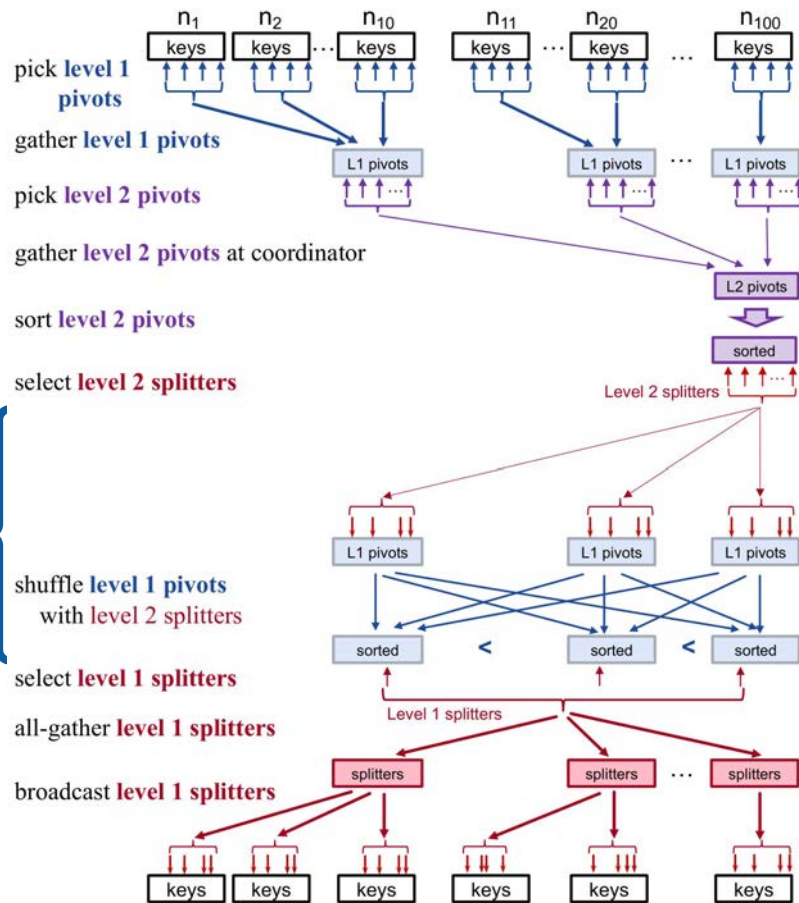 n1 n2 n10 n11 n20 n100
keys keys ... keys keys ... keys ... keys
pick level 1
pivots
gather level 1 pivots
L1 pivots L1 pivots ... L1 pivots
pick level 2 pivots
... ... ...
gather level 2 pivots at coordinator
L2 pivots
sort level 2 pivots
sorted
select level 2 splitters
...
Level 2 splitters
L1 pivots L1 pivots L1 pivots
shuffle level 1 pivots
with level 2 splitters
sorted < sorted < sorted
select level 1 splitters
Level 1 splitters
all-gather level 1 splitters
splitters splitters ... splitters
broadcast level 1 splitters
keys keys keys keys keys keys